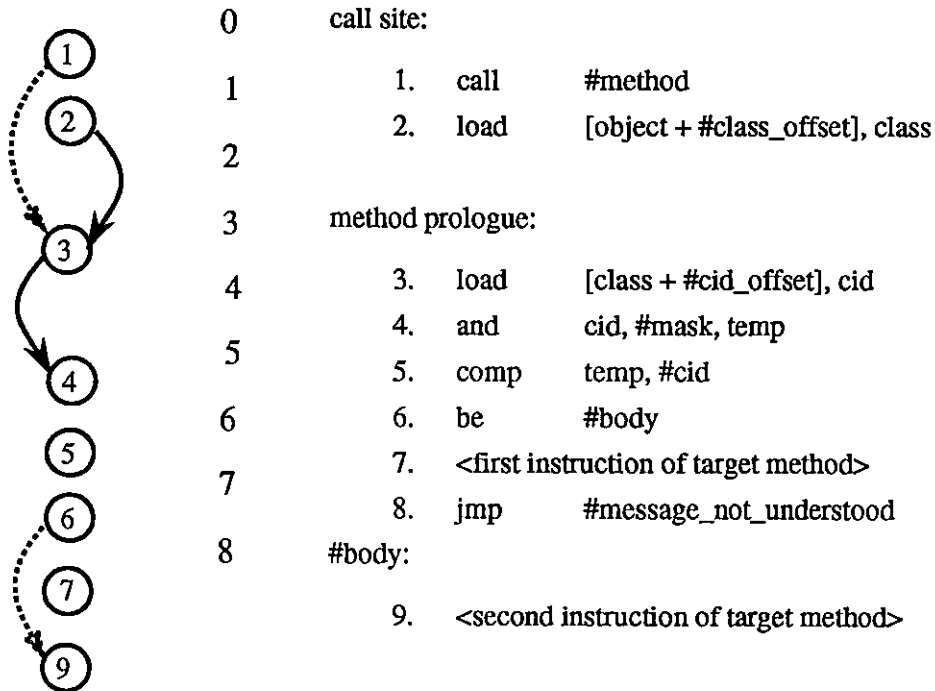 0 call site:
1
1 1. call #method
2 2. load [object + #class_offset], class
2
3 method prologue:
3
4 3. load [class + #cid_offset], cid
4. and cid, #mask, temp
5
4 5. comp temp, #cid
6 6. be #body
5 7. <first instruction of target method>
7
6 8. jmp #message_not_understood
8 #body:
7
9. <second instruction of target method>
9